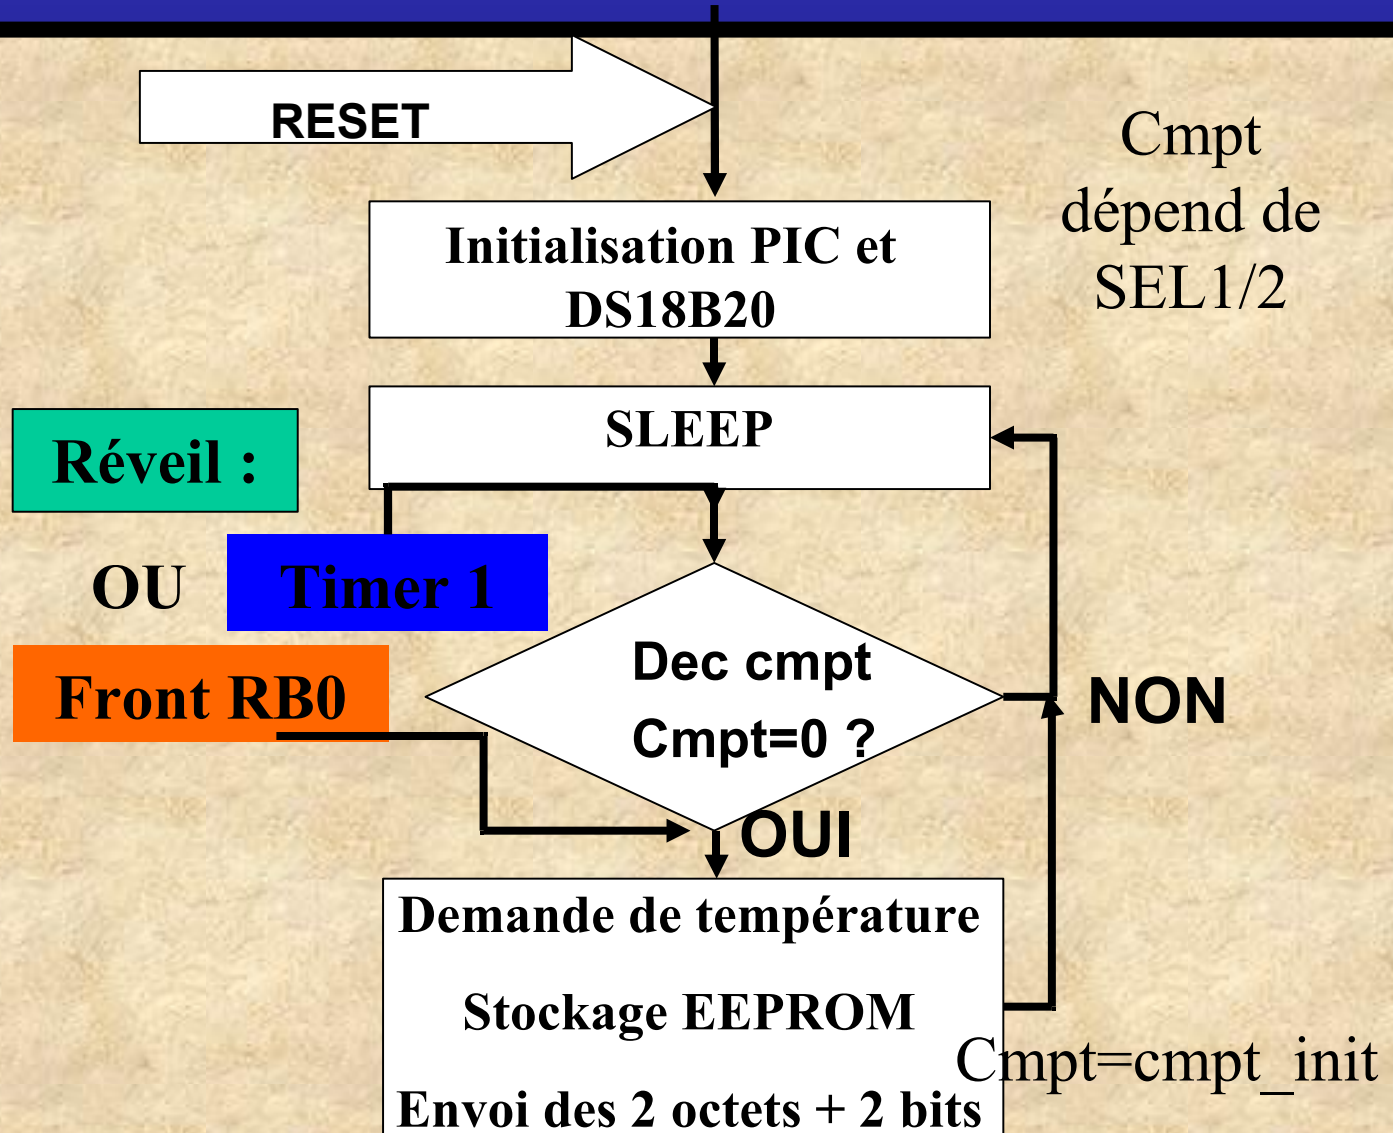 RESET
Cmpt
dépend de
SEL1/2
Initialisation PIC et
DS18B20
SLEEP
Réveil :
OU Timer 1
Front RB0
Dec cmpt
Cmpt=0 ?
NON
OUI
Demande de température
Stockage EEPROM
Cmpt=cmpt_init
Envoi des 2 octets + 2 bits